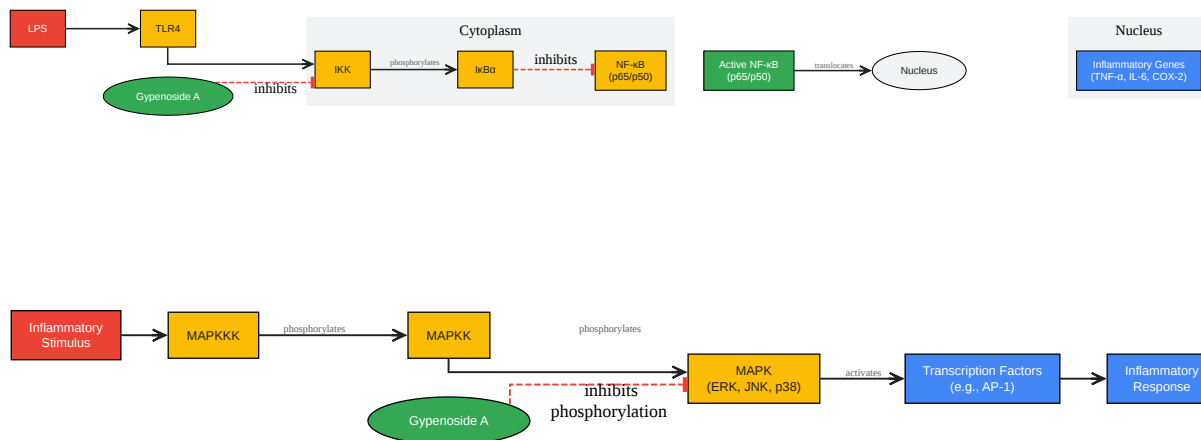 LPS
TLR4
Cytoplasm
Nucleus
IKK
phosphorylates
IκBα
inhibits
NF-κB
(p65/p50)
Active NF-κB
(p65/p50)
translocates
Nucleus
Inflammatory Genes
(TNF-α, IL-6, COX-2)
Gypenoside A
inhibits
Inflammatory
Stimulus
MAPKKK
phosphorylates
MAPKK
phosphorylates
MAPK
(ERK, JNK, p38)
activates
Transcription Factors
(e.g., AP-1)
Inflammatory
Response
Gypenoside A
inhibits
phosphorylation